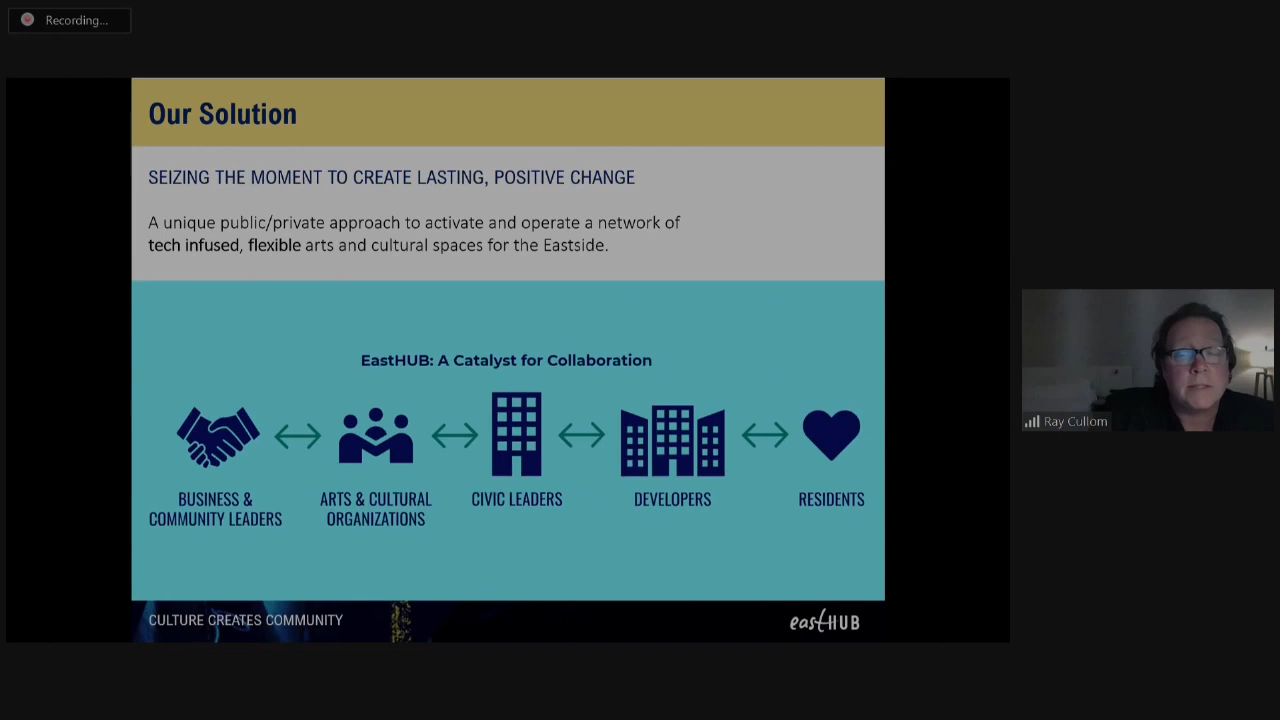 Recording...
Our Solution
SEIZING THE MOMENT TO CREATE LASTING, POSITIVE CHANGE
A unique public/private approach to activate and operate a network of
tech infused, flexible arts and cultural spaces for the Eastside.
EastHUB: A Catalyst for Collaboration
BUSINESS &
COMMUNITY LEADERS
ARTS & CULTURAL
ORGANIZATIONS
CIVIC LEADERS
DEVELOPERS
RESIDENTS
Ray Cullom
CULTURE CREATES COMMUNITY
eastHUB